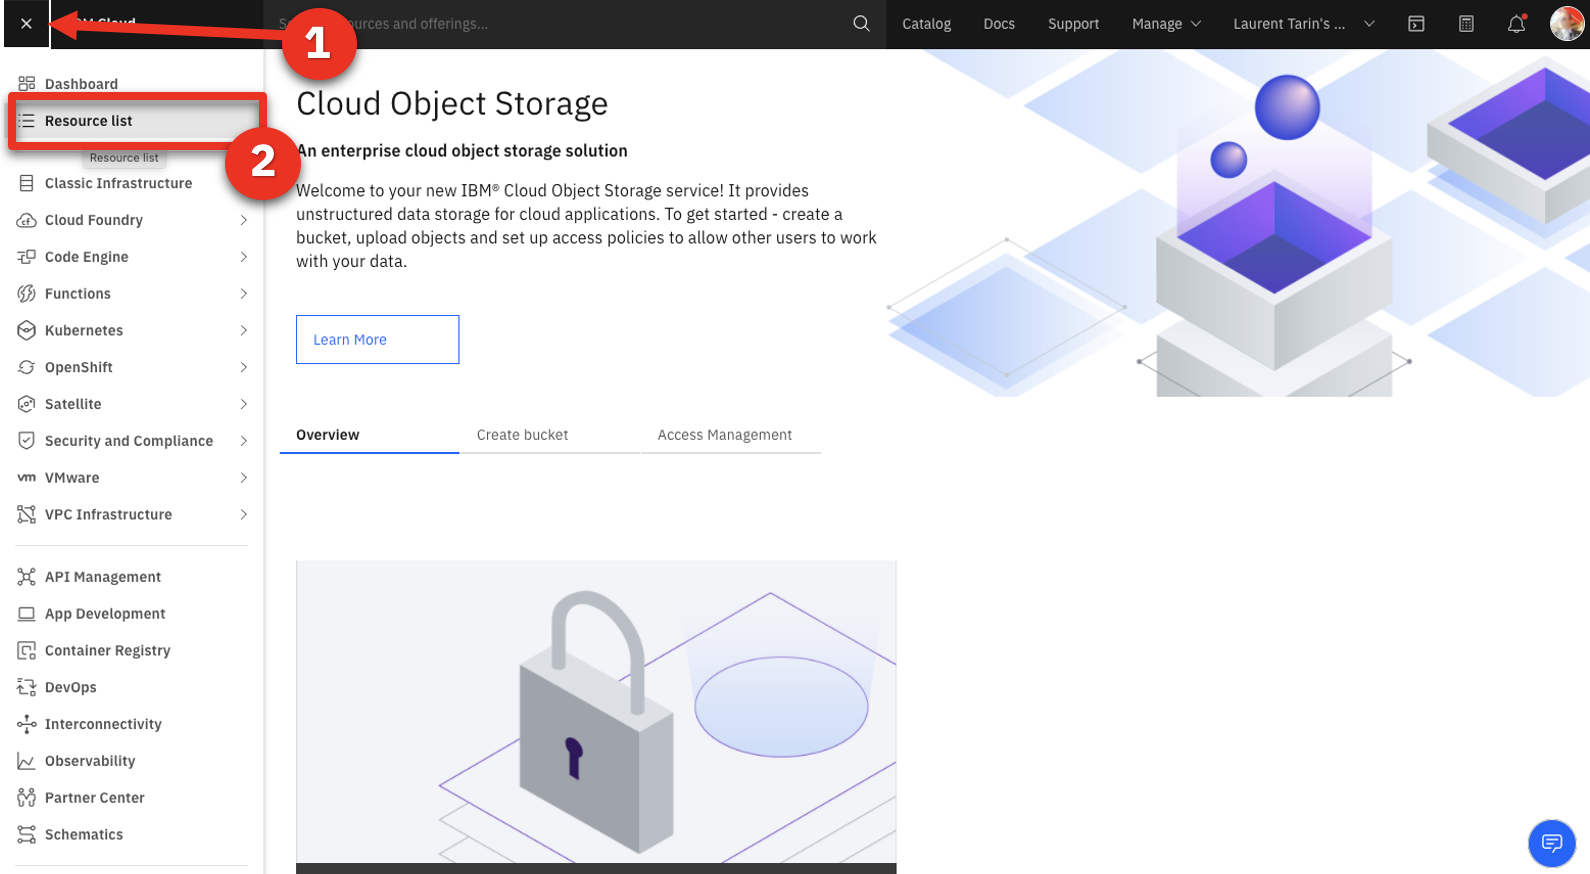 Cloud
resources and offerings...
Catalog
Docs
Support
Manage
Laurent Tarin's ...
1
Dashboard
Resource list
Resource list
2
Classic Infrastructure
Cloud Foundry
Code Engine
Functions
Kubernetes
OpenShift
Satellite
Security and Compliance
vm VMware
VPC Infrastructure
API Management
App Development
Container Registry
DevOps
Interconnectivity
Observability
Partner Center
Schematics
Cloud Object Storage
An enterprise cloud object storage solution
Welcome to your new IBM® Cloud Object Storage service! It provides
unstructured data storage for cloud applications. To get started - create a
bucket, upload objects and set up access policies to allow other users to work
with your data.
Learn More
Overview
Create bucket
Access Management